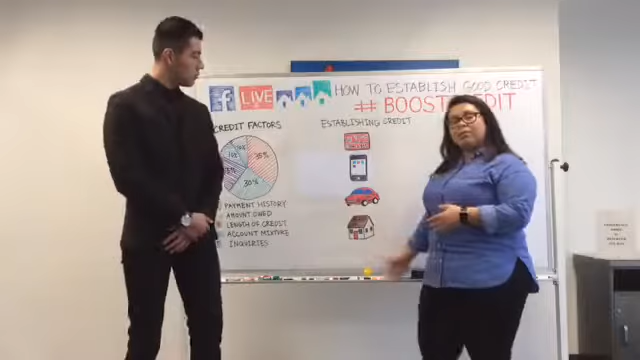 f LIVE
HOW TO ESTABLISH GOOD CREDIT
CREDIT FACTORS
ESTABLISHING CREDIT
35%
30%
10%
PAYMENT HISTORY
AMOUNT OWED
LENGTH OF CREDIT
ACCOUNT MIXTURE
INQUIRIES